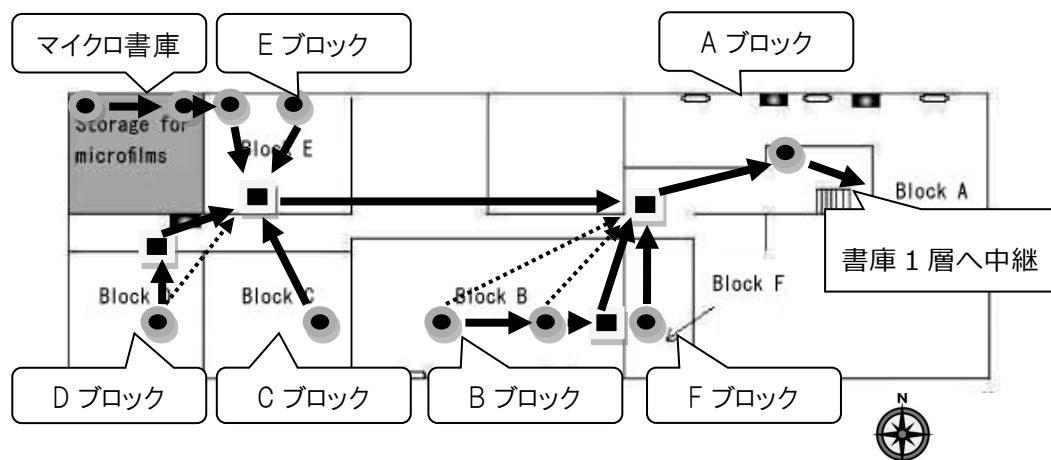 マイクロ書庫
E ブロック
A ブロック
Storage for
microfilms
Block E
Block A
書庫 1 層へ中継
Block D
Block C
Block B
Block F
D ブロック
C ブロック
B ブロック
F ブロック
N